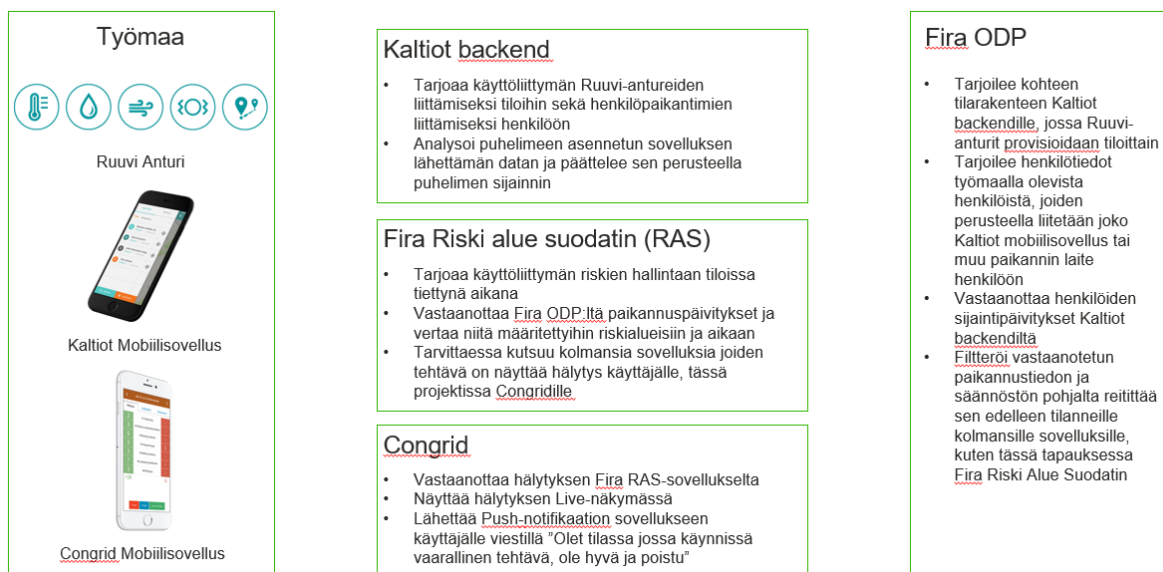 Työmaa
Ruuvi Anturi
Kaltiot Mobiilisovellus
Congrid Mobiilisovellus
Kaltiot backend
• Tarjoaa käyttöliittymän Ruuvi-antureiden
liittämiseksi tiloihin sekä henkilöpaikantimien
liittämiseksi henkilöön
• Analysoi puhelimeen asennetun sovelluksen
lähettämän datan ja päättelee sen perusteella
puhelimen sijainnin
Fira Riski alue suodatin (RAS)
• Tarjoaa käyttöliittymän riskien hallintaan tiloissa
tiettynä aikana
• Vastaanottaa Fira ODP:ltä paikannuspäivitykset ja
vertaa niitä määritettyihin riskialueisiin ja aikaan
• Tarvittaessa kutsuu kolmansia sovelluksia joiden
tehtävä on näyttää hälytys käyttäjälle, tässä
projektissa Congridille
Congrid
• Vastaanottaa hälytyksen Fira RAS-sovellukselta
• Näyttää hälytyksen Live-näkymässä
• Lähettää Push-notifikaation sovellukseen
käyttäjälle viestillä ”Olet tilassa jossa käynnissä
vaarallinen tehtävä, ole hyvä ja poistu”
Fira ODP
• Tarjoilee kohteen
tilarakenteen Kaltiot
backendille, jossa Ruuvi-
anturit provisioidaan tiloittain
• Tarjoilee henkilötiedot
työmaalla olevista
henkilöistä, joiden
perusteella liitetään joko
Kaltiot mobiilisovellus tai
muu paikannin laite
henkilöön
• Vastaanottaa henkilöiden
sijaintipäivitykset Kaltiot
backendiltä
• Filtteröi vastaanotetun
paikannustiedon ja
säännöstön pohjalta reitittää
sen edelleen tilanneille
kolmansille sovelluksille,
kuten tässä tapauksessa
Fira Riski Alue Suodatin